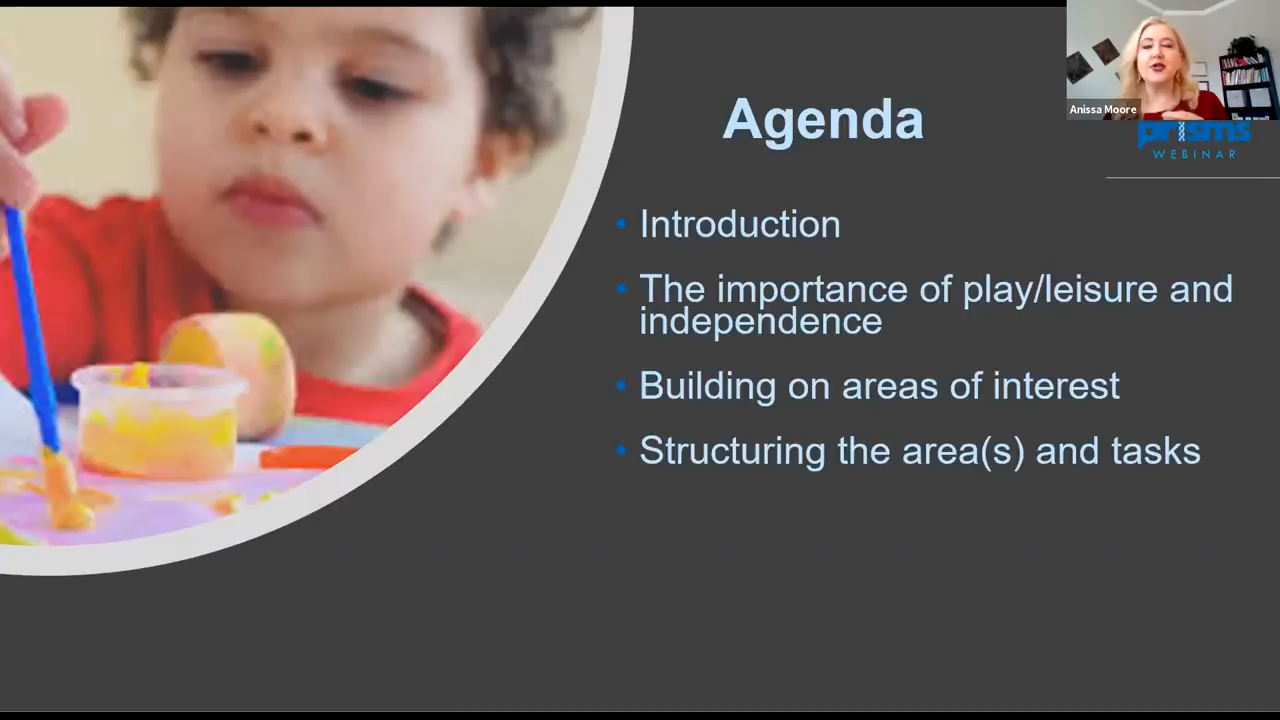 Agenda
Anissa Moore
prisms
WEBINAR
• Introduction
• The importance of play/leisure and
independence
• Building on areas of interest
• Structuring the area(s) and tasks